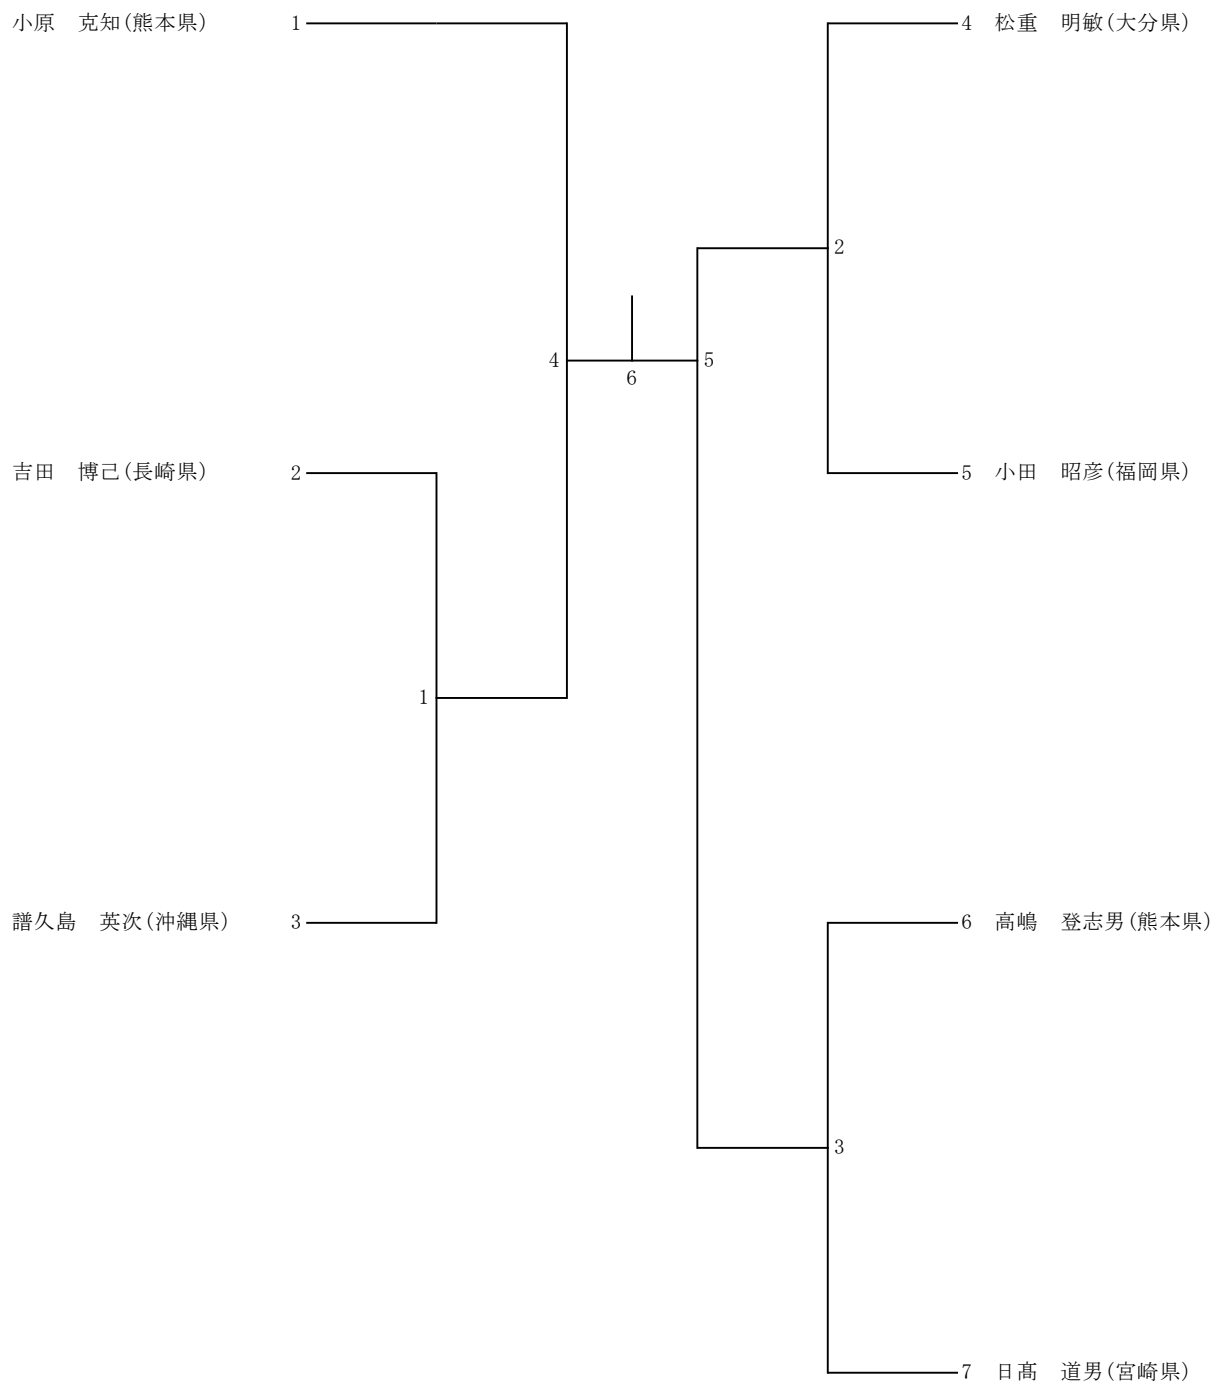 小原　克知(熊本県)　1
4　松重　明敏(大分県)
2
4
5
6
吉田　博己(長崎県)　2
5　小田　昭彦(福岡県)
1
譜久島　英次(沖縄県)　3
6　高嶋　登志男(熊本県)
3
7　日髙　道男(宮崎県)